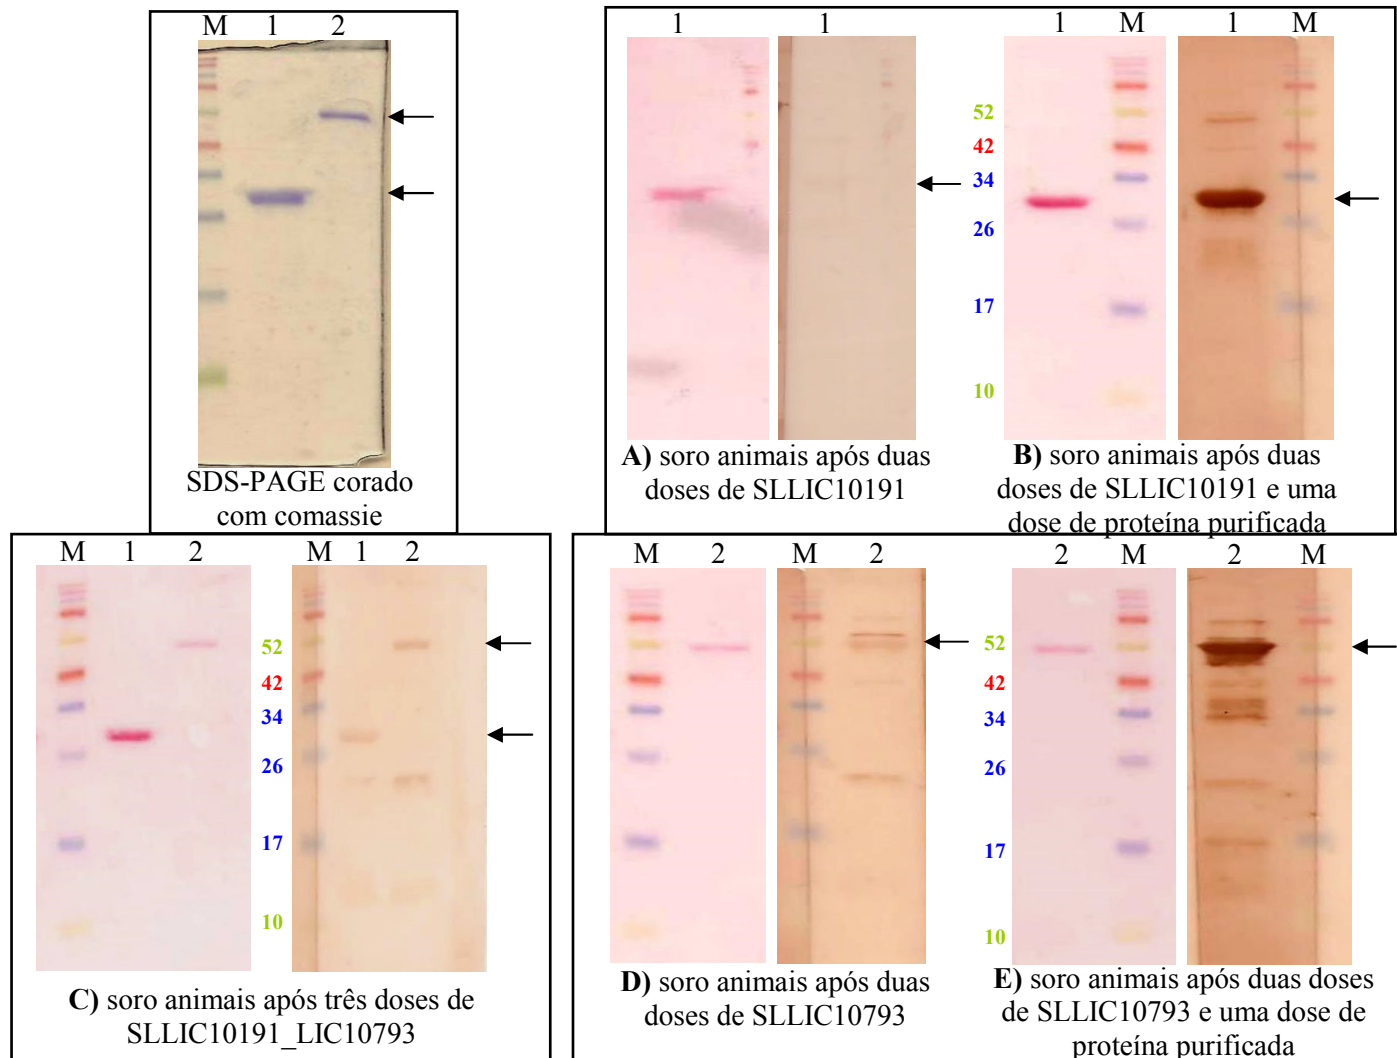 M 1 2
SDS-PAGE corado
com comassie
1 1 1 M 1 M
52
42
34
26
17
10
A) soro animais após duas
doses de SLLIC10191
B) soro animais após duas
doses de SLLIC10191 e uma
dose de proteína purificada
M 1 2 M 1 2
52
42
34
26
17
10
C) soro animais após três doses de
SLLIC10191_LIC10793
M 2 M 2 2 M 2 M
52
42
34
26
17
10
D) soro animais após duas
doses de SLLIC10793
E) soro animais após duas doses
de SLLIC10793 e uma dose de
proteína purificada